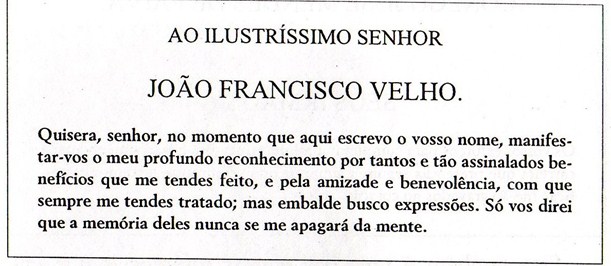 AO ILUSTRÍSSIMO SENHOR
JOÃO FRANCISCO VELHO.
Quisera, senhor, no momento que aqui escrevo o vosso nome, manifes-
tar-vos o meu profundo reconhecimento por tantos e tão assinalados be-
nefícios que me tendes feito, e pela amizade e benevolência, com que
sempre me tendes tratado; mas embalde busco expressões. Só vos direi
que a memória deles nunca se me apagará da mente.